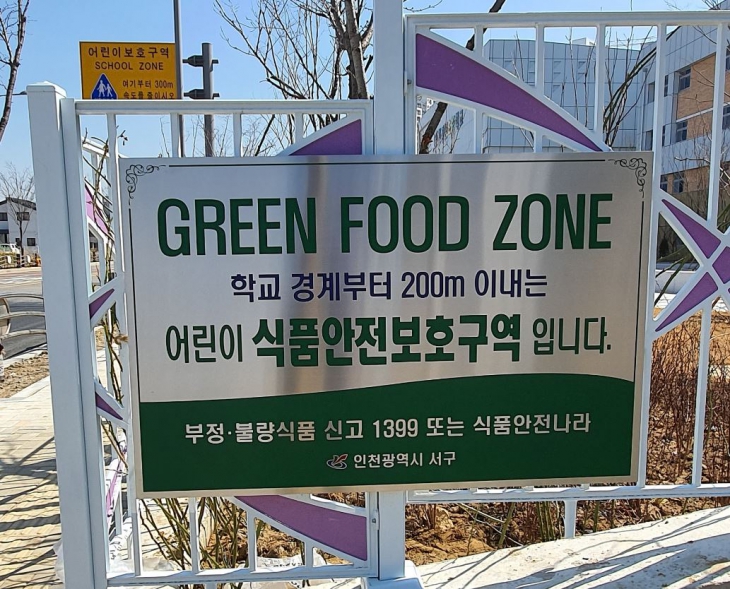 어린이보호구역
SCHOOL ZONE
여기부터 300m
속도를 줄이시오
GREEN FOOD ZONE
학교 경계부터 200m 이내는
어린이 식품안전보호구역 입니다.
부정·불량식품 신고 1399 또는 식품안전나라
인천광역시 서구